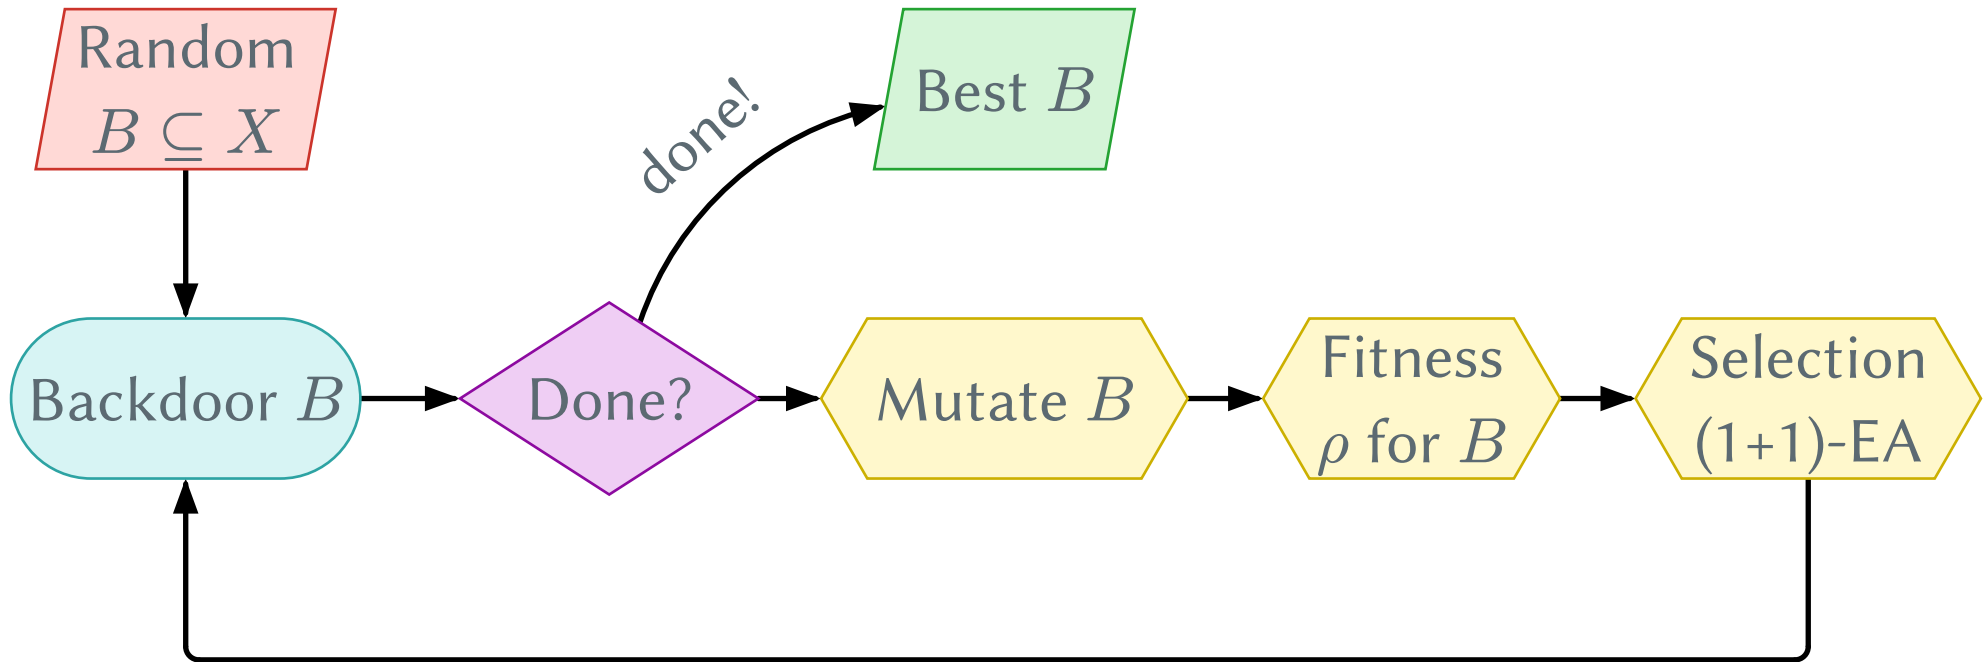 Random
B ⊆ X
done!
Best B
Backdoor B
Done?
Mutate B
Fitness
ρ for B
Selection
(1+1)-EA